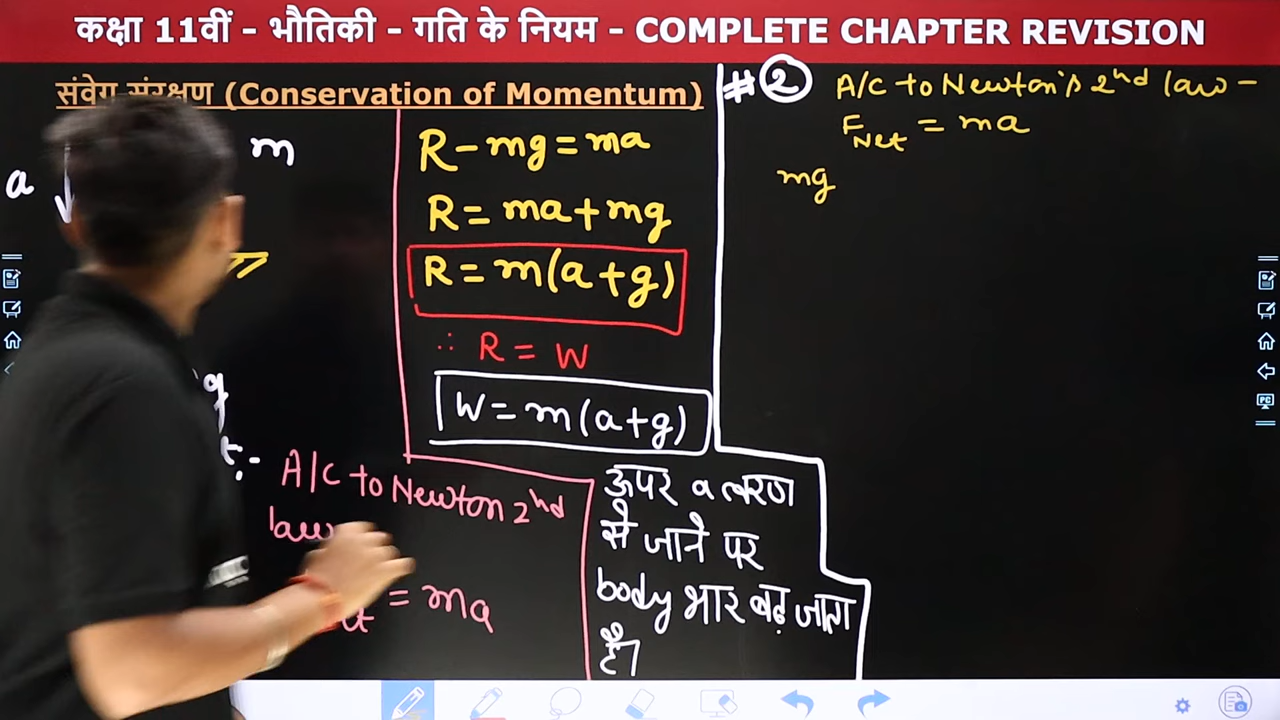 कक्षा 11वीं - भौतिकी - गति के नियम - COMPLETE CHAPTER REVISION
संवेग संरक्षण (Conservation of Momentum)
m
a
R-mg=ma
R=ma+mg
R=m(a+g)
∴ R=W
W=m(a+g)
A/C to Newton 2nd
law
= ma
ऊपर a त्वरण
से जाने पर
body भार बढ़ जाता
है।
#② A/C to Newton's 2nd law -
FNet = ma
mg